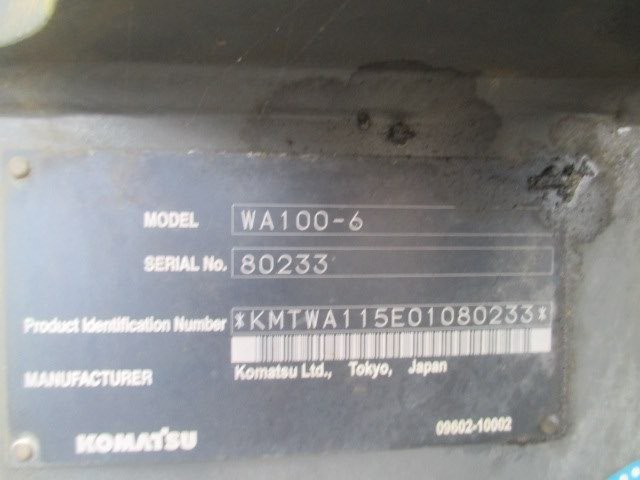 MODEL WA100-6
SERIAL No. 80233
Product Identification Number *KMTWA115E01080233*
MANUFACTURER Komatsu Ltd., Tokyo, Japan
KOMATSU 09602-10002